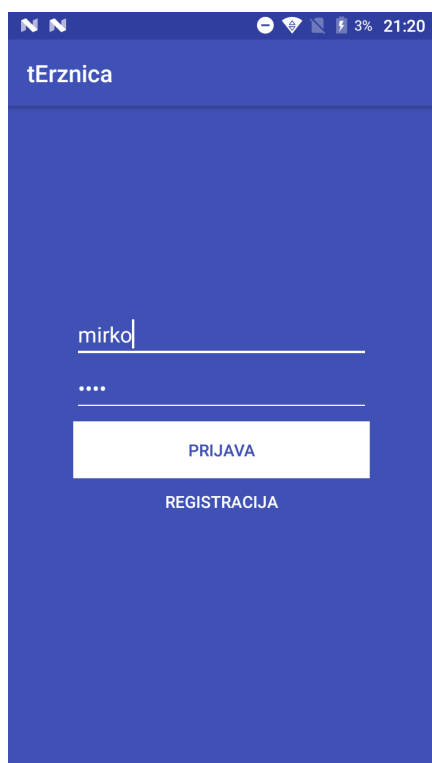 3% 21:20
tErznica
mirko
••••
PRIJAVA
REGISTRACIJA